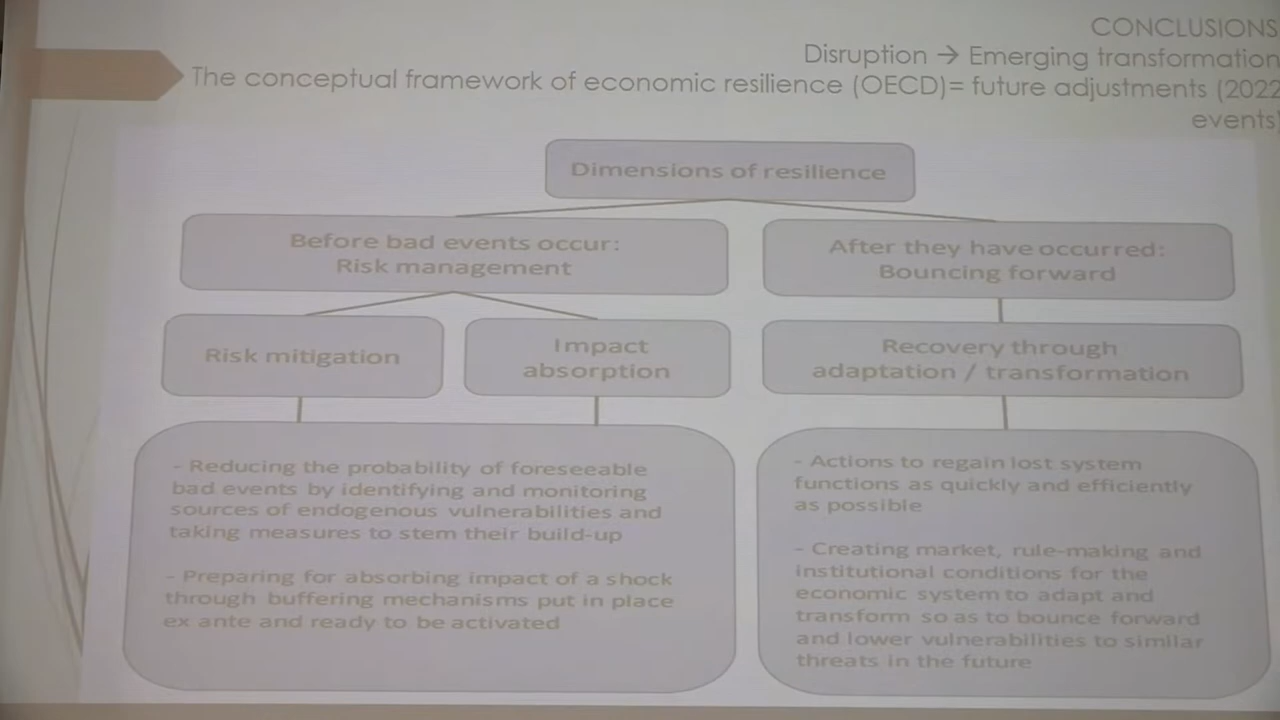 CONCLUSIONS
Disruption → Emerging transformation
The conceptual framework of economic resilience (OECD)= future adjustments (2022
events)
Dimensions of resilience
Before bad events occur:
Risk management
After they have occurred:
Bouncing forward
Risk mitigation
Impact
absorption
Recovery through
adaptation / transformation
- Reducing the probability of foreseeable
bad events by identifying and monitoring
sources of endogenous vulnerabilities and
taking measures to stem their build-up
- Preparing for absorbing impact of a shock
through buffering mechanisms put in place
ex ante and ready to be activated
- Actions to regain lost system
functions as quickly and efficiently
as possible
- Creating market, rule-making and
institutional conditions for the
economic system to adapt and
transform so as to bounce forward
and lower vulnerabilities to similar
threats in the future